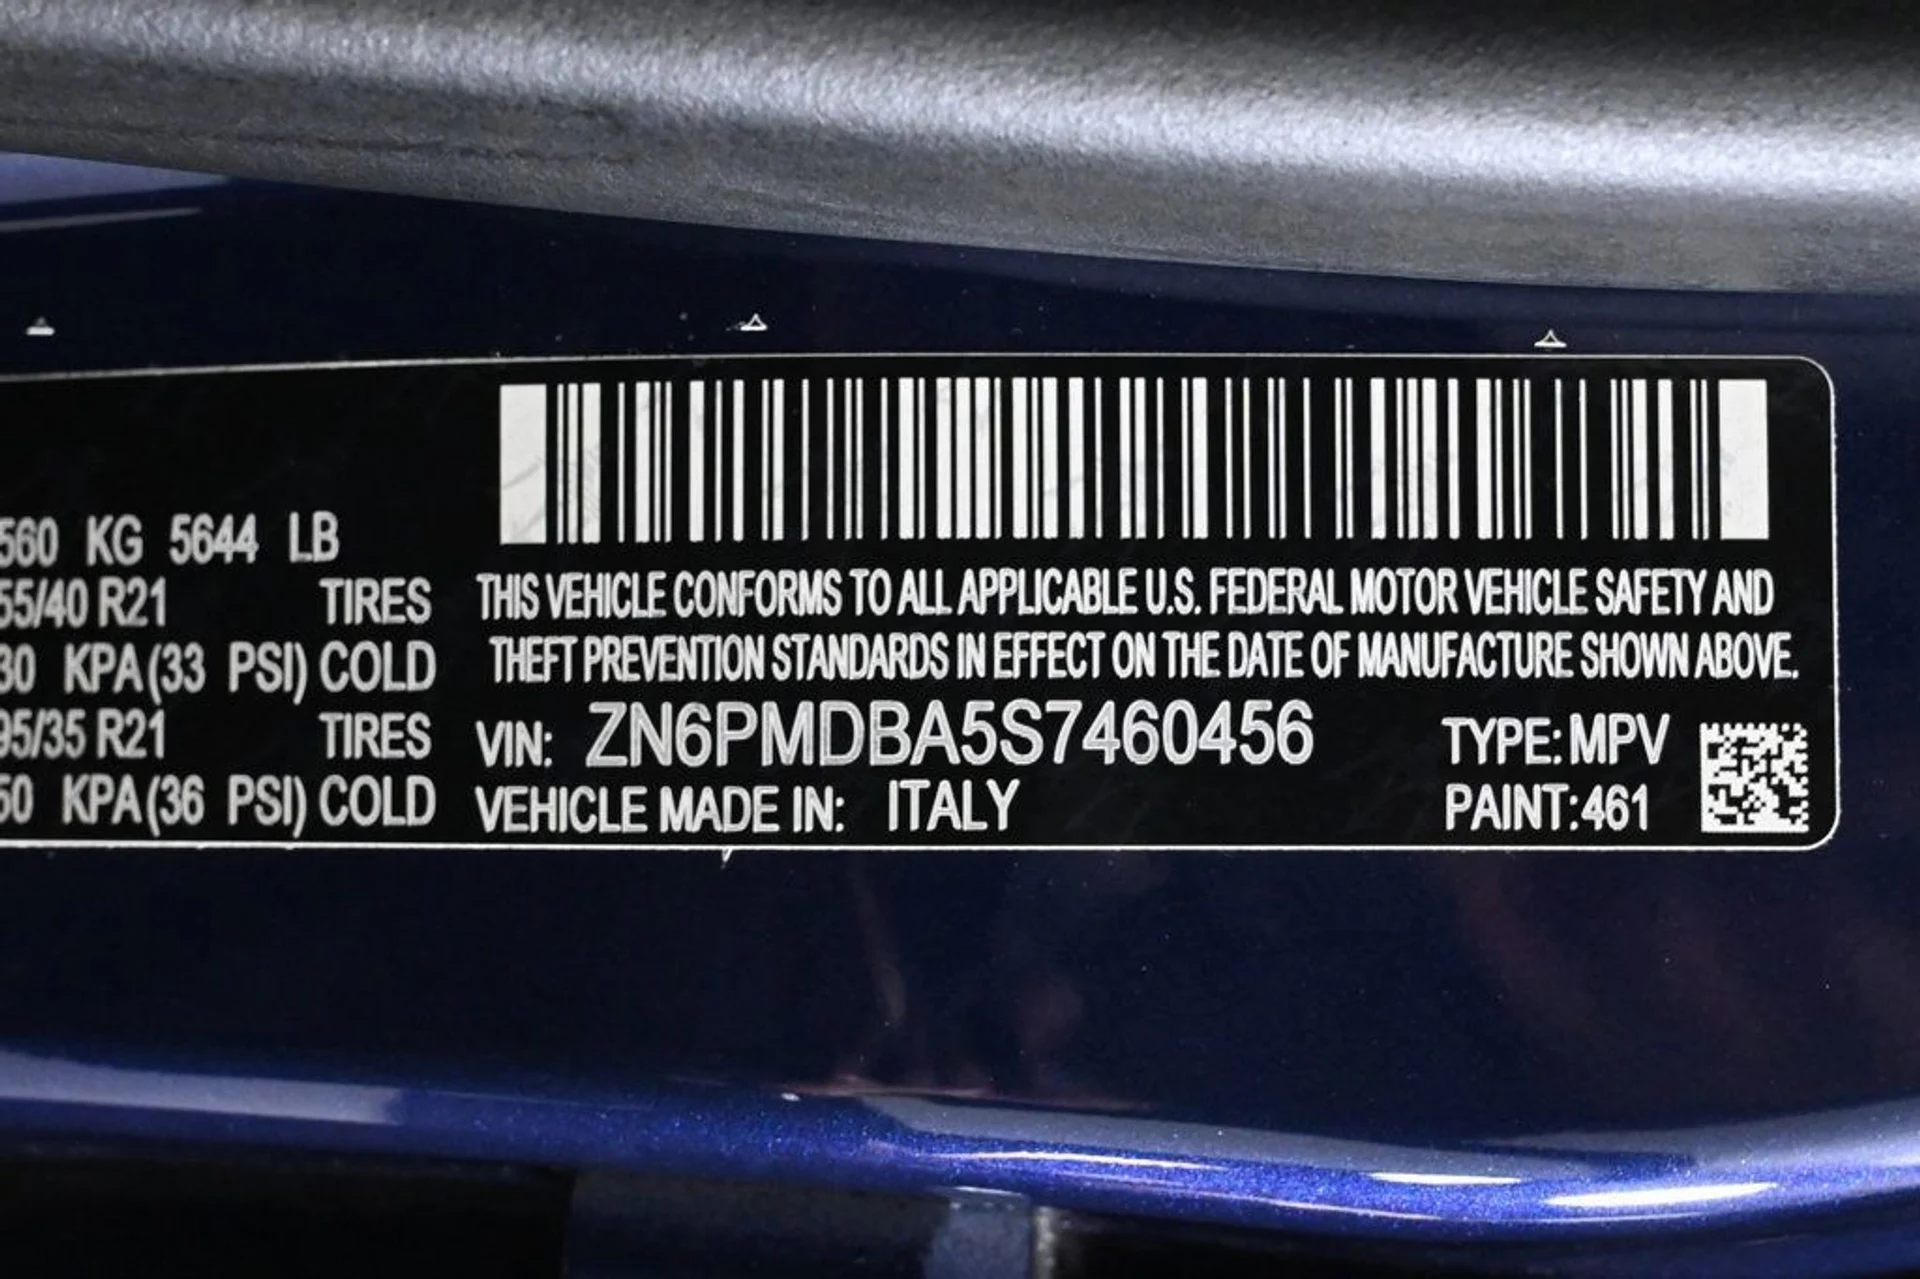 560 KG 5644 LB
55/40 R21 TIRES
30 KPA(33 PSI) COLD
95/35 R21 TIRES
50 KPA(36 PSI) COLD
THIS VEHICLE CONFORMS TO ALL APPLICABLE U.S. FEDERAL MOTOR VEHICLE SAFETY AND
THEFT PREVENTION STANDARDS IN EFFECT ON THE DATE OF MANUFACTURE SHOWN ABOVE.
VIN: ZN6PMDBA5S7460456
TYPE: MPV
VEHICLE MADE IN: ITALY
PAINT:461